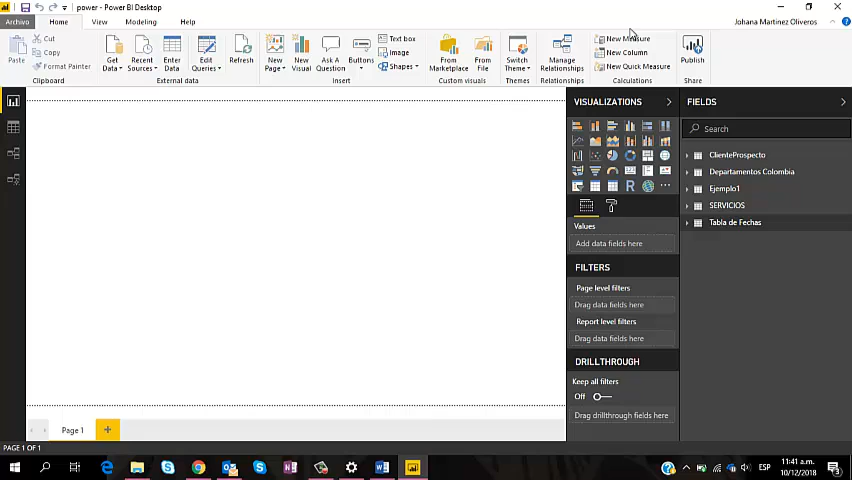 power - Power BI Desktop
Archivo Home View Modeling Help
Johana Martinez Oliveros
Paste
Cut
Copy
Format Painter
Clipboard
Get Data
Recent Sources
Enter Data
Edit Queries
Refresh
External data
New Page
New Visual
Ask A Question
Buttons
Text box
Image
Shapes
Insert
From Marketplace
From File
Custom visuals
Switch Theme
Themes
Manage Relationships
Relationships
New Measure
New Column
New Quick Measure
Calculations
Publish
Share
VISUALIZATIONS
R
Values
Add data fields here
FILTERS
Page level filters
Drag data fields here
Report level filters
Drag data fields here
DRILLTHROUGH
Keep all filters
Off
Drag drillthrough fields here
FIELDS
Search
ClienteProspecto
Departamentos Colombia
Ejemplo1
SERVICIOS
Tabla de Fechas
Page 1
PAGE 1 OF 1
ESP
11:41 a.m.
10/12/2018